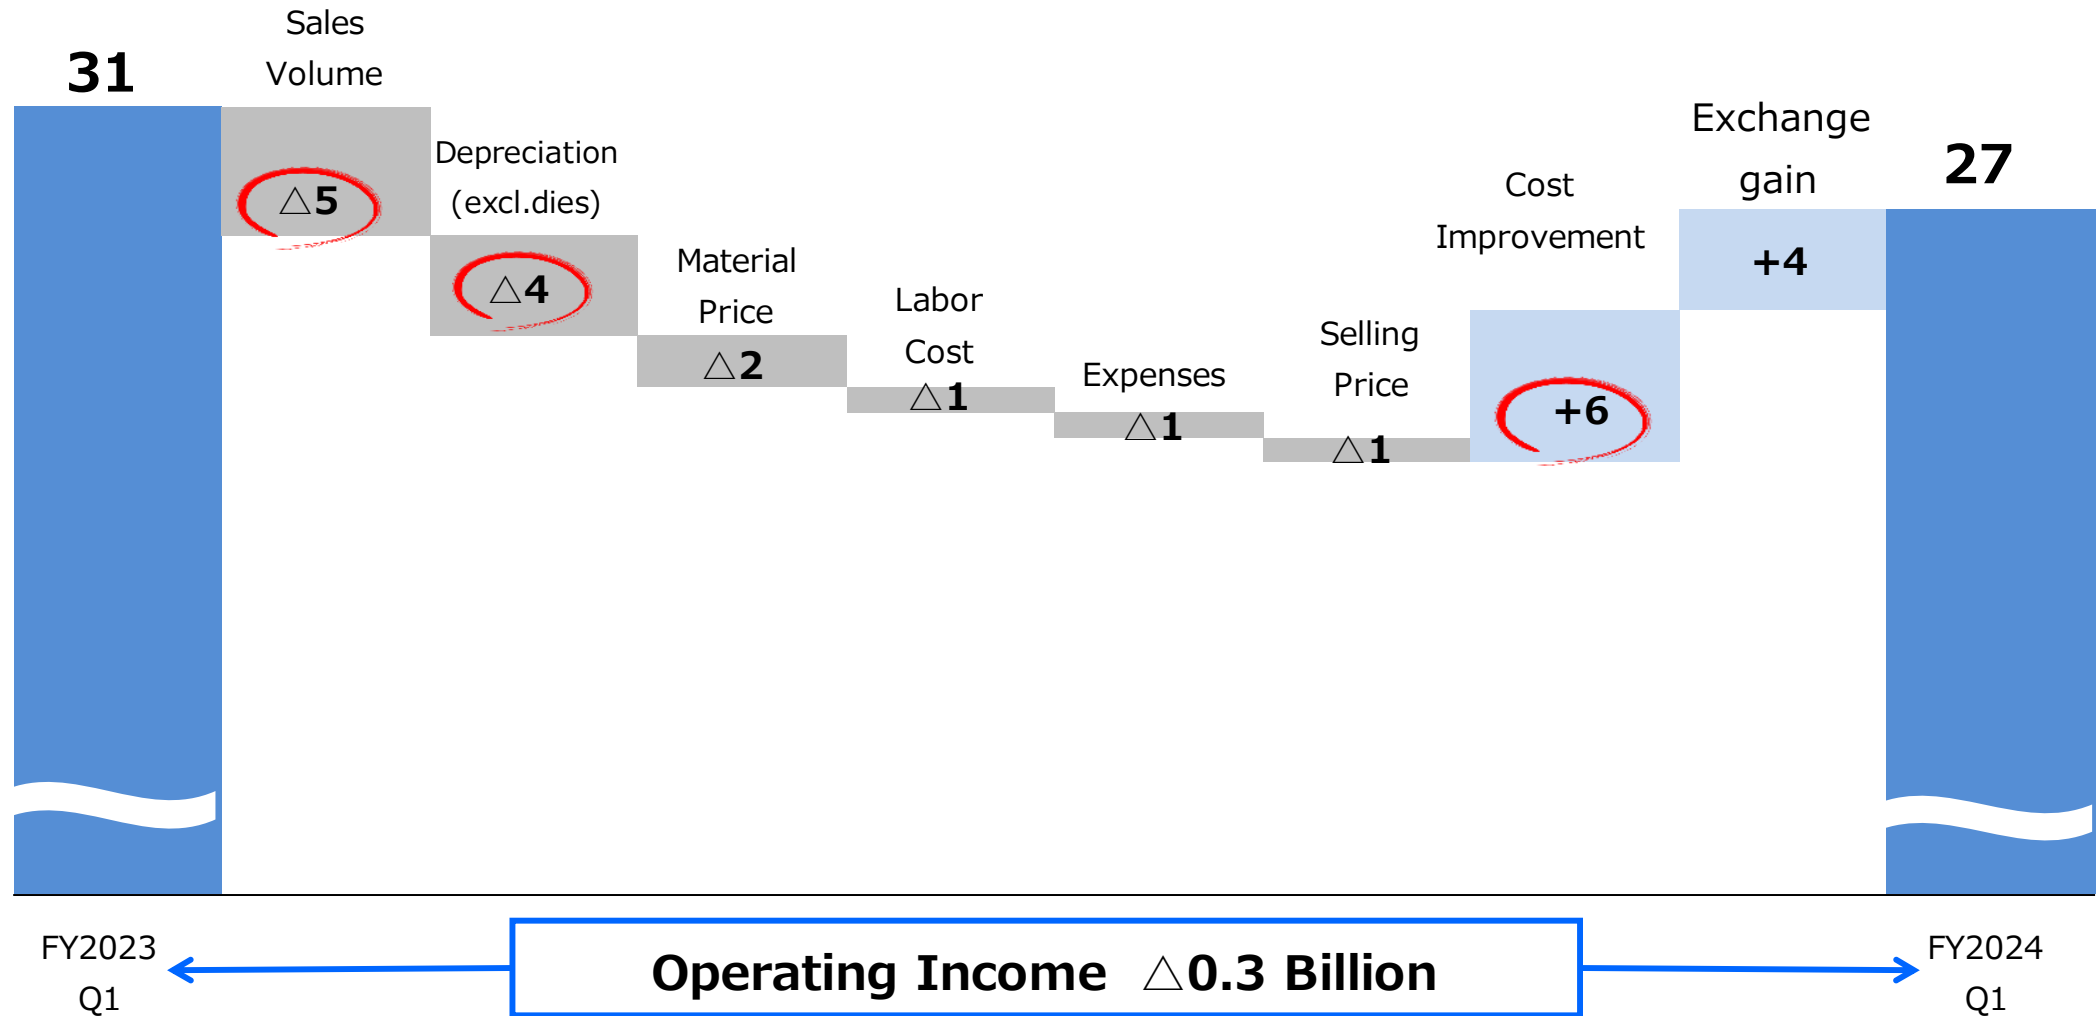 31
Sales
Volume
△5
Depreciation
(excl.dies)
△4
Material
Price
△2
Labor
Cost
△1
Expenses
△1
Selling
Price
△1
Cost
Improvement
+6
Exchange
gain
+4
27
FY2023
Q1
Operating Income △0.3 Billion
FY2024
Q1